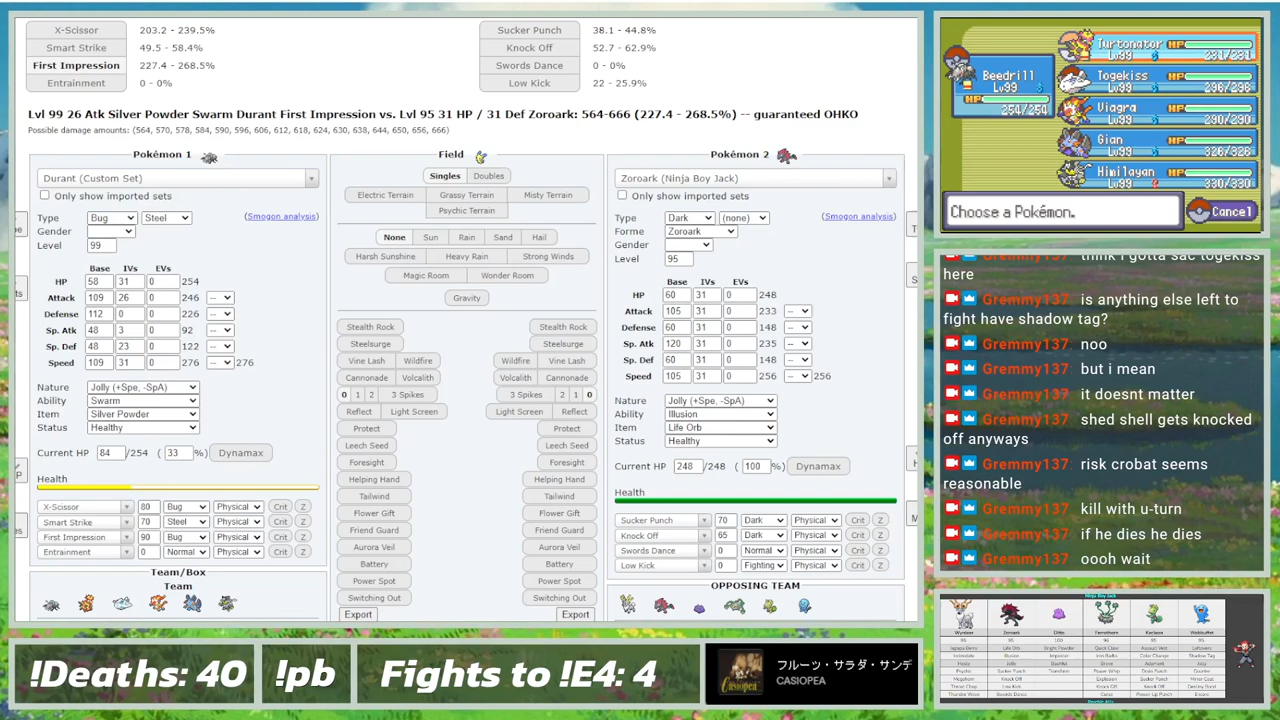 X-Scissor 203.2 - 239.5% Sucker Punch 38.1 - 44.8%
Smart Strike 49.5 - 58.4% Knock Off 52.7 - 62.9%
First Impression 227.4 - 268.5% Swords Dance 0 - 0%
Entrainment 0 - 0% Low Kick 22 - 25.9%
Lvl 99 26 Atk Silver Powder Swarm Durant First Impression vs. Lvl 95 31 HP / 31 Def Zoroark: 564-666 (227.4 - 268.5%) -- guaranteed OHKO
Possible damage amounts: (564, 570, 578, 584, 590, 596, 606, 612, 618, 624, 630, 638, 644, 650, 656, 666)
Pokémon 1
Durant (Custom Set)
Only show imported sets
Type Bug Steel (Smogon analysis)
Gender
Level 99
Base IVs EVs
HP 58 31 0 254
Attack 109 26 0 246 --
Defense 112 0 0 226 --
Sp. Atk 48 3 0 92 --
Sp. Def 48 23 0 122 --
Speed 109 31 0 276 -- 276
Nature Jolly (+Spe, -SpA)
Ability Swarm
Item Silver Powder
Status Healthy
Current HP 84 /254 ( 33 %) Dynamax
Health
X-Scissor 80 Bug Physical Crit Z
Smart Strike 70 Steel Physical Crit Z
First Impression 90 Bug Physical Crit Z
Entrainment 0 Normal Physical Crit Z
Team/Box
Team
Field
Singles Doubles
Electric Terrain Grassy Terrain Misty Terrain
Psychic Terrain
None Sun Rain Sand Hail
Harsh Sunshine Heavy Rain Strong Winds
Magic Room Wonder Room
Gravity
Stealth Rock Stealth Rock
Steelsurge Steelsurge
Vine Lash Wildfire Wildfire Vine Lash
Cannonade Volcalith Volcalith Cannonade
0 1 2 3 Spikes 3 Spikes 2 1 0
Reflect Light Screen Light Screen Reflect
Protect Protect
Leech Seed Leech Seed
Foresight Foresight
Helping Hand Helping Hand
Tailwind Tailwind
Flower Gift Flower Gift
Friend Guard Friend Guard
Aurora Veil Aurora Veil
Battery Battery
Power Spot Power Spot
Switching Out Switching Out
Export Export
Pokémon 2
Zoroark (Ninja Boy Jack)
Only show imported sets
Type Dark (none) (Smogon analysis)
Forme Zoroark
Gender
Level 95
Base IVs EVs
HP 60 31 0 248
Attack 105 31 0 233 --
Defense 60 31 0 148 --
Sp. Atk 120 31 0 235 --
Sp. Def 60 31 0 148 --
Speed 105 31 0 256 -- 256
Nature Jolly (+Spe, -SpA)
Ability Illusion
Item Life Orb
Status Healthy
Current HP 248 /248 ( 100 %) Dynamax
Health
Sucker Punch 70 Dark Physical Crit Z
Knock Off 65 Dark Physical Crit Z
Swords Dance 0 Normal Physical Crit Z
Low Kick 0 Fighting Physical Crit Z
OPPOSING TEAM
Beedrill
Lv99
HP
254/254
Turtonator HP
Lv99 231/231
Togekiss HP
Lv99 296/296
Viagra HP
Lv99 290/290
Gian HP
Lv99 326/326
Himilayan HP
Lv99 330/330
Choose a Pokémon.
Cancel
think i gotta sac togekiss
here
Gremmy137: is anything else left to
fight have shadow tag?
Gremmy137: noo
Gremmy137: but i mean
Gremmy137: it doesnt matter
Gremmy137: shed shell gets knocked
off anyways
Gremmy137: risk crobat seems
reasonable
Gremmy137: kill with u-turn
Gremmy137: if he dies he dies
Gremmy137: oooh wait
Ninja Boy Jack
Wyrdeer Zoroark Ditto Ferrothorn Kecleon Wobbuffet
!Deaths: 40 !pb
Fights to E4: 4
Casiopea
フルーツ・サラダ・サンデ
CASIOPEA